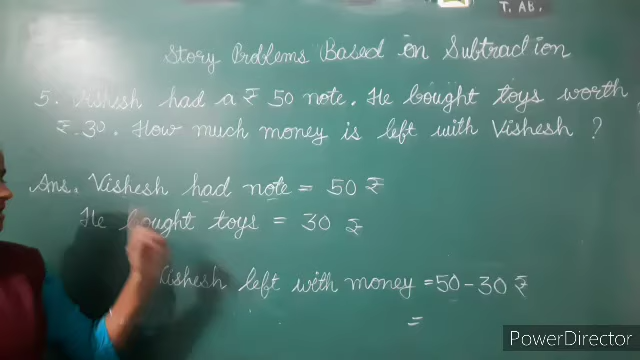 T. AB.
Story Problems Based on Subtraction
5. Vishesh had a ₹ 50 note. He bought toys worth
₹ 30. How much money is left with Vishesh ?
Ans. Vishesh had note = 50 ₹
He bought toys = 30 ₹
Vishesh left with money = 50 - 30 ₹
=
PowerDirector